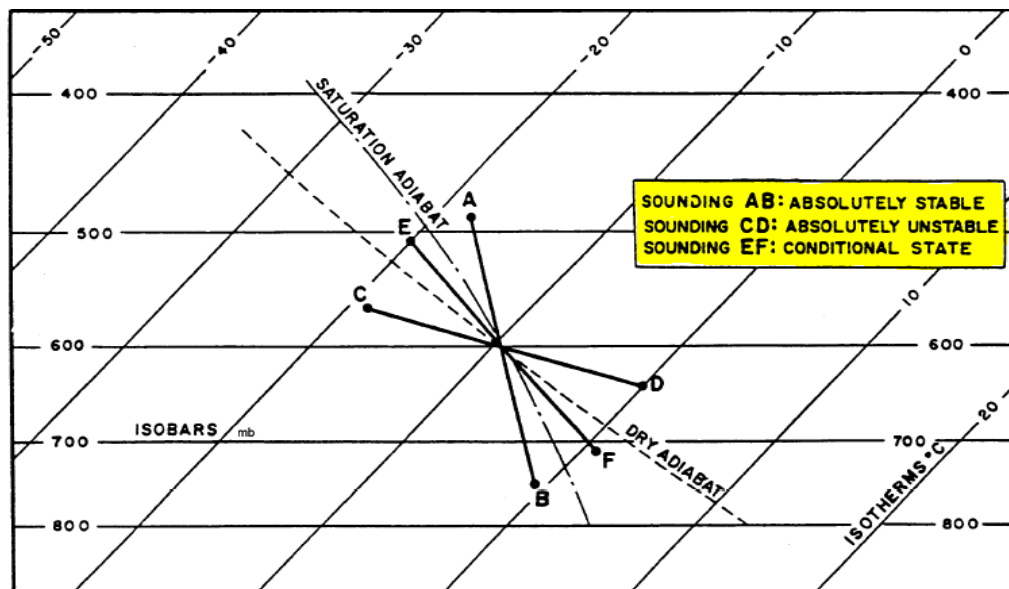 -50
-40
-30
-20
-10
0
400
400
SATURATION ADIABAT
A
SOUNDING AB: ABSOLUTELY STABLE
SOUNDING CD: ABSOLUTELY UNSTABLE
SOUNDING EF: CONDITIONAL STATE
500
E
C
10
600
600
D
20
ISOBARS mb
700
700
DRY ADIABAT
F
B
ISOTHERMS °C
800
800